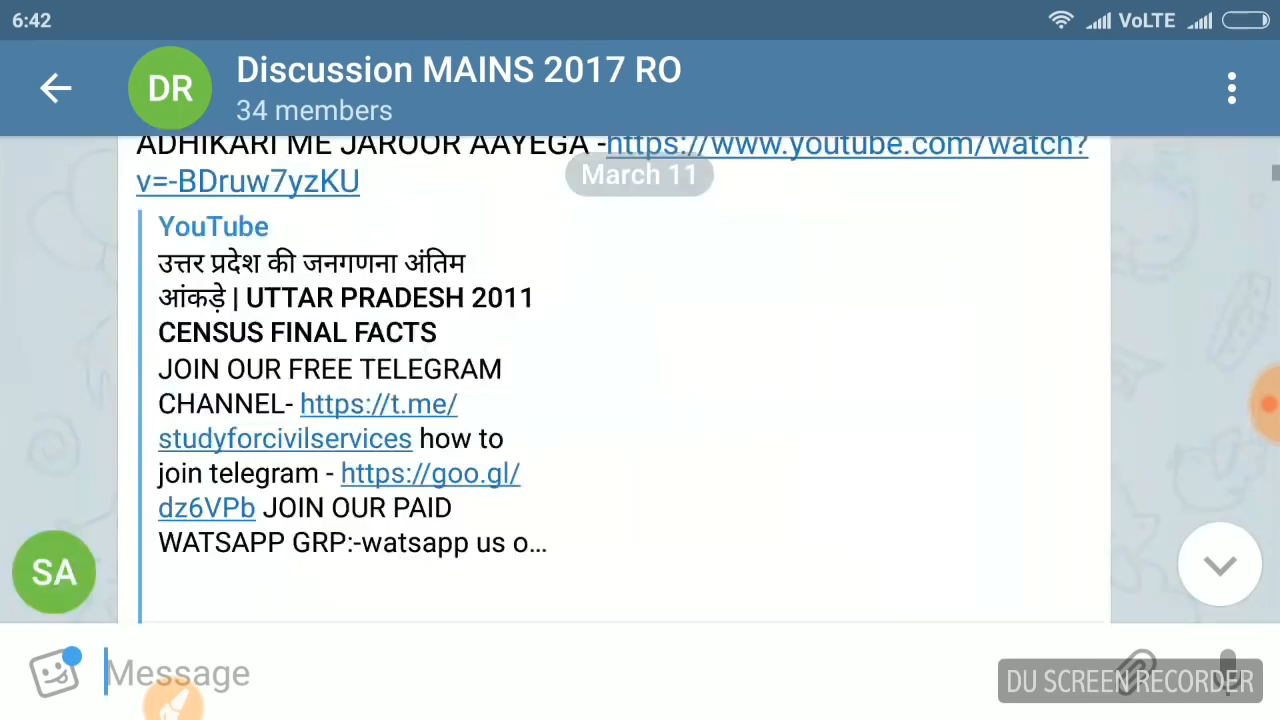 6:42
VoLTE
DR
Discussion MAINS 2017 RO
34 members
ADHIKARI ME JAROOR AAYEGA -https://www.youtube.com/watch?
v=-BDruw7yzKU
March 11
YouTube
उत्तर प्रदेश की जनगणना अंतिम
आंकड़े | UTTAR PRADESH 2011
CENSUS FINAL FACTS
JOIN OUR FREE TELEGRAM
CHANNEL- https://t.me/
studyforcivilservices how to
join telegram - https://goo.gl/
dz6VPb JOIN OUR PAID
WATSAPP GRP:-watsapp us o...
SA
Message
DU SCREEN RECORDER